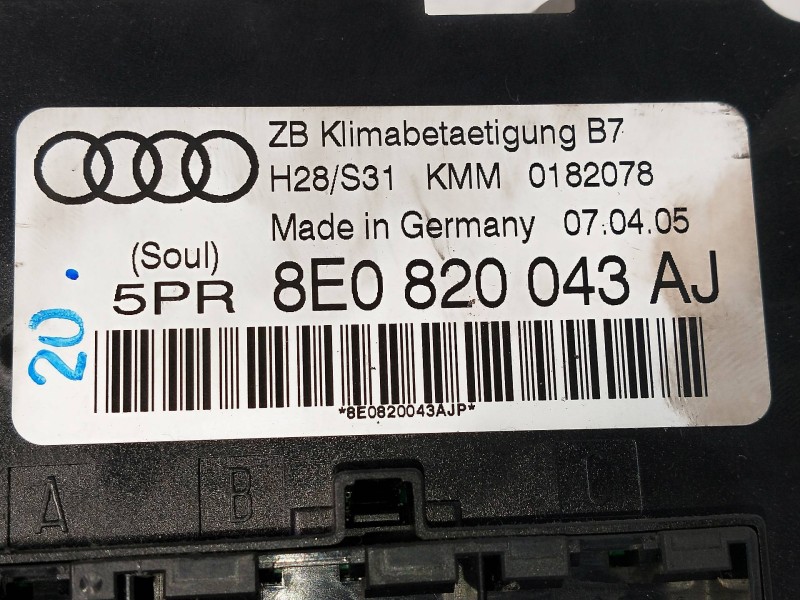 ZB Klimabetaetigung B7
H28/S31 KMM 0182078
Made in Germany 07.04.05
(Soul)
5PR 8E0 820 043 AJ
20.
*8E0820043AJP*
A B C